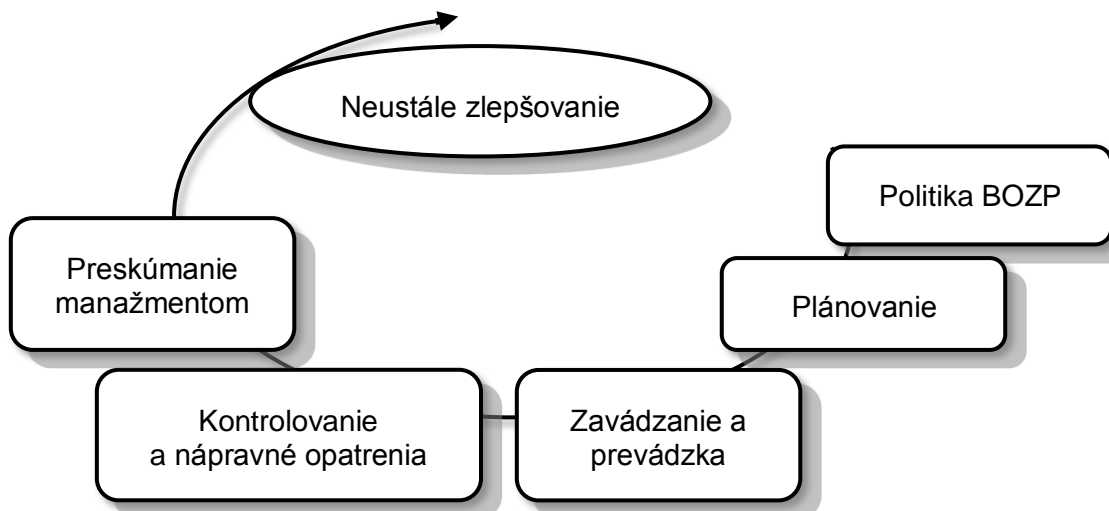 Neustále zlepšovanie
Politika BOZP
Preskúmanie
manažmentom
Plánovanie
Kontrolovanie
a nápravné opatrenia
Zavádzanie a
prevádzka